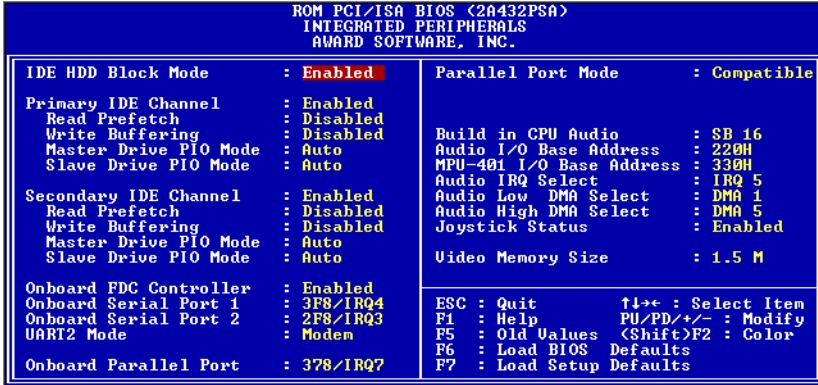 ROM PCI/ISA BIOS (2A432PSA)
INTEGRATED PERIPHERALS
AWARD SOFTWARE, INC.
IDE HDD Block Mode : Enabled
Primary IDE Channel : Enabled
Read Prefetch : Disabled
Write Buffering : Disabled
Master Drive PIO Mode : Auto
Slave Drive PIO Mode : Auto
Secondary IDE Channel : Enabled
Read Prefetch : Disabled
Write Buffering : Disabled
Master Drive PIO Mode : Auto
Slave Drive PIO Mode : Auto
Onboard FDC Controller : Enabled
Onboard Serial Port 1 : 3F8/IRQ4
Onboard Serial Port 2 : 2F8/IRQ3
UART2 Mode : Modem
Onboard Parallel Port : 378/IRQ7
Parallel Port Mode : Compatible
Build in CPU Audio : SB 16
Audio I/O Base Address : 220H
MPU-401 I/O Base Address : 330H
Audio IRQ Select : IRQ 5
Audio Low DMA Select : DMA 1
Audio High DMA Select : DMA 5
Joystick Status : Enabled
Video Memory Size : 1.5 M
ESC : Quit ↑↓→← : Select Item
F1 : Help PU/PD/+/- : Modify
F5 : Old Values (Shift)F2 : Color
F6 : Load BIOS Defaults
F7 : Load Setup Defaults